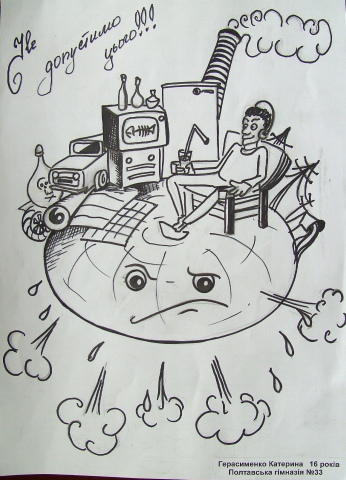 Не
допустимо
цього!!!
Герасименко Катерина 16 років
Полтавська гімназія №33